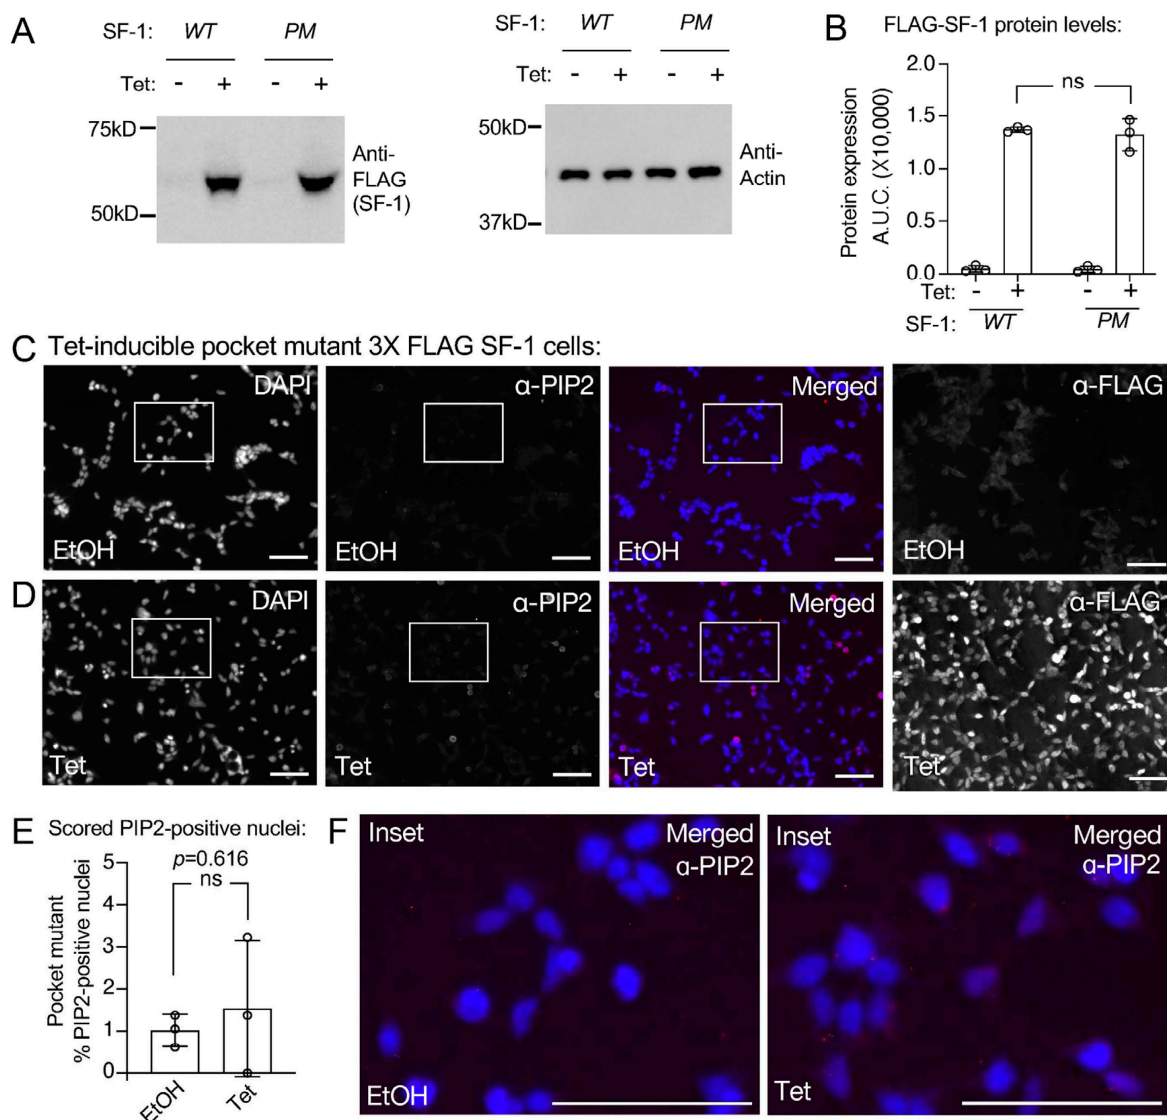 A
SF-1: WT PM
Tet: - + - +
75kD
50kD
Anti-
FLAG
(SF-1)
SF-1: WT PM
Tet: - + - +
50kD
37kD
Anti-
Actin
B
FLAG-SF-1 protein levels:
Protein expression
A.U.C. (X10,000)
2.0
1.5
1.0
0.5
0.0
ns
Tet: - + - +
SF-1: WT PM
C Tet-inducible pocket mutant 3X FLAG SF-1 cells:
DAPI
EtOH
α-PIP2
EtOH
Merged
EtOH
α-FLAG
EtOH
D
DAPI
Tet
α-PIP2
Tet
Merged
Tet
α-FLAG
Tet
E Scored PIP2-positive nuclei:
Pocket mutant
% PIP2-positive nuclei
5
4
3
2
1
0
p=0.616
ns
EtOH
Tet
F
Inset
Merged
α-PIP2
EtOH
Inset
Merged
α-PIP2
Tet